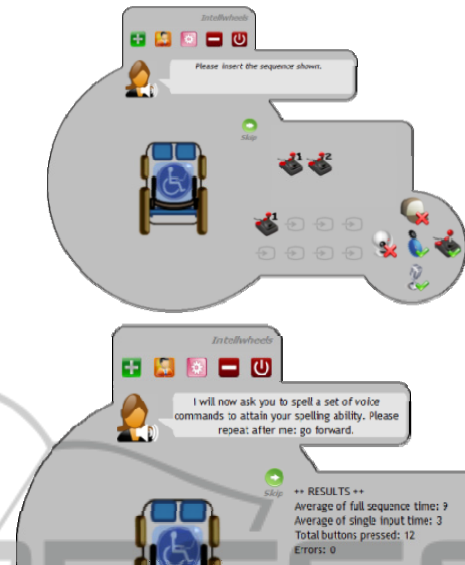 Intellwheels
Please insert the sequence shown.
Skip
1 2
1
Intellwheels
I will now ask you to spell a set of voice
commands to attain your spelling ability. Please
repeat after me: go forward.
Skip
++ RESULTS ++
Average of full sequence time: 9
Average of single input time: 3
Total buttons pressed: 12
Errors: 0